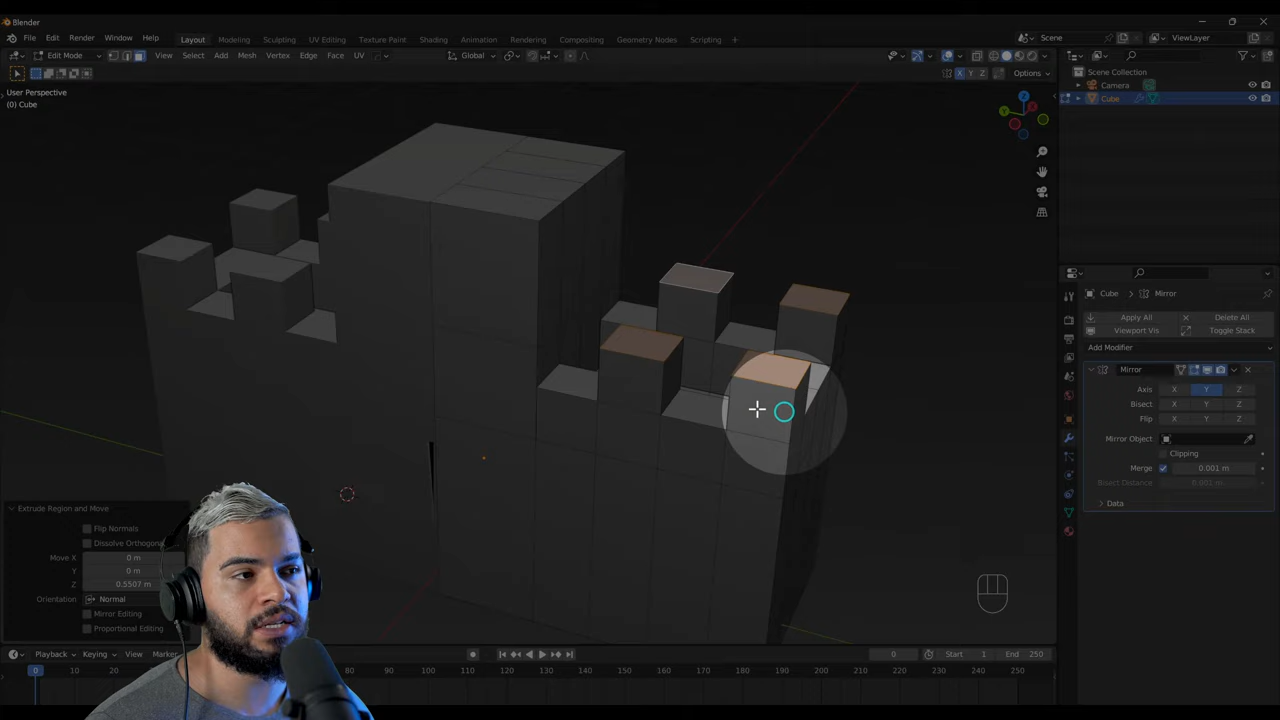 Blender
File Edit Render Window Help
Layout Modeling Sculpting UV Editing Texture Paint Shading Animation Rendering Compositing Geometry Nodes Scripting +
Scene ViewLayer
Edit Mode View Select Add Mesh Vertex Edge Face UV Global
X Y Z Options
User Perspective
(0) Cube
Z
Y
X
Scene Collection
Camera
Cube
Cube Mirror
Apply All Delete All
Viewport Vis Toggle Stack
Add Modifier
Mirror
Axis X Y Z
Bisect X Y Z
Flip X Y Z
Mirror Object
Clipping
Merge 0.001 m
Bisect Distance 0.001 m
Data
Extrude Region and Move
Flip Normals
Dissolve Orthogona
Move X 0 m
Y 0 m
Z 0.5507 m
Orientation Normal
Mirror Editing
Proportional Editing
Playback Keying View Marker 0 Start 1 End 250
0 10 20 80 90 100 110 120 130 140 150 160 170 180 190 200 210 220 230 240 250